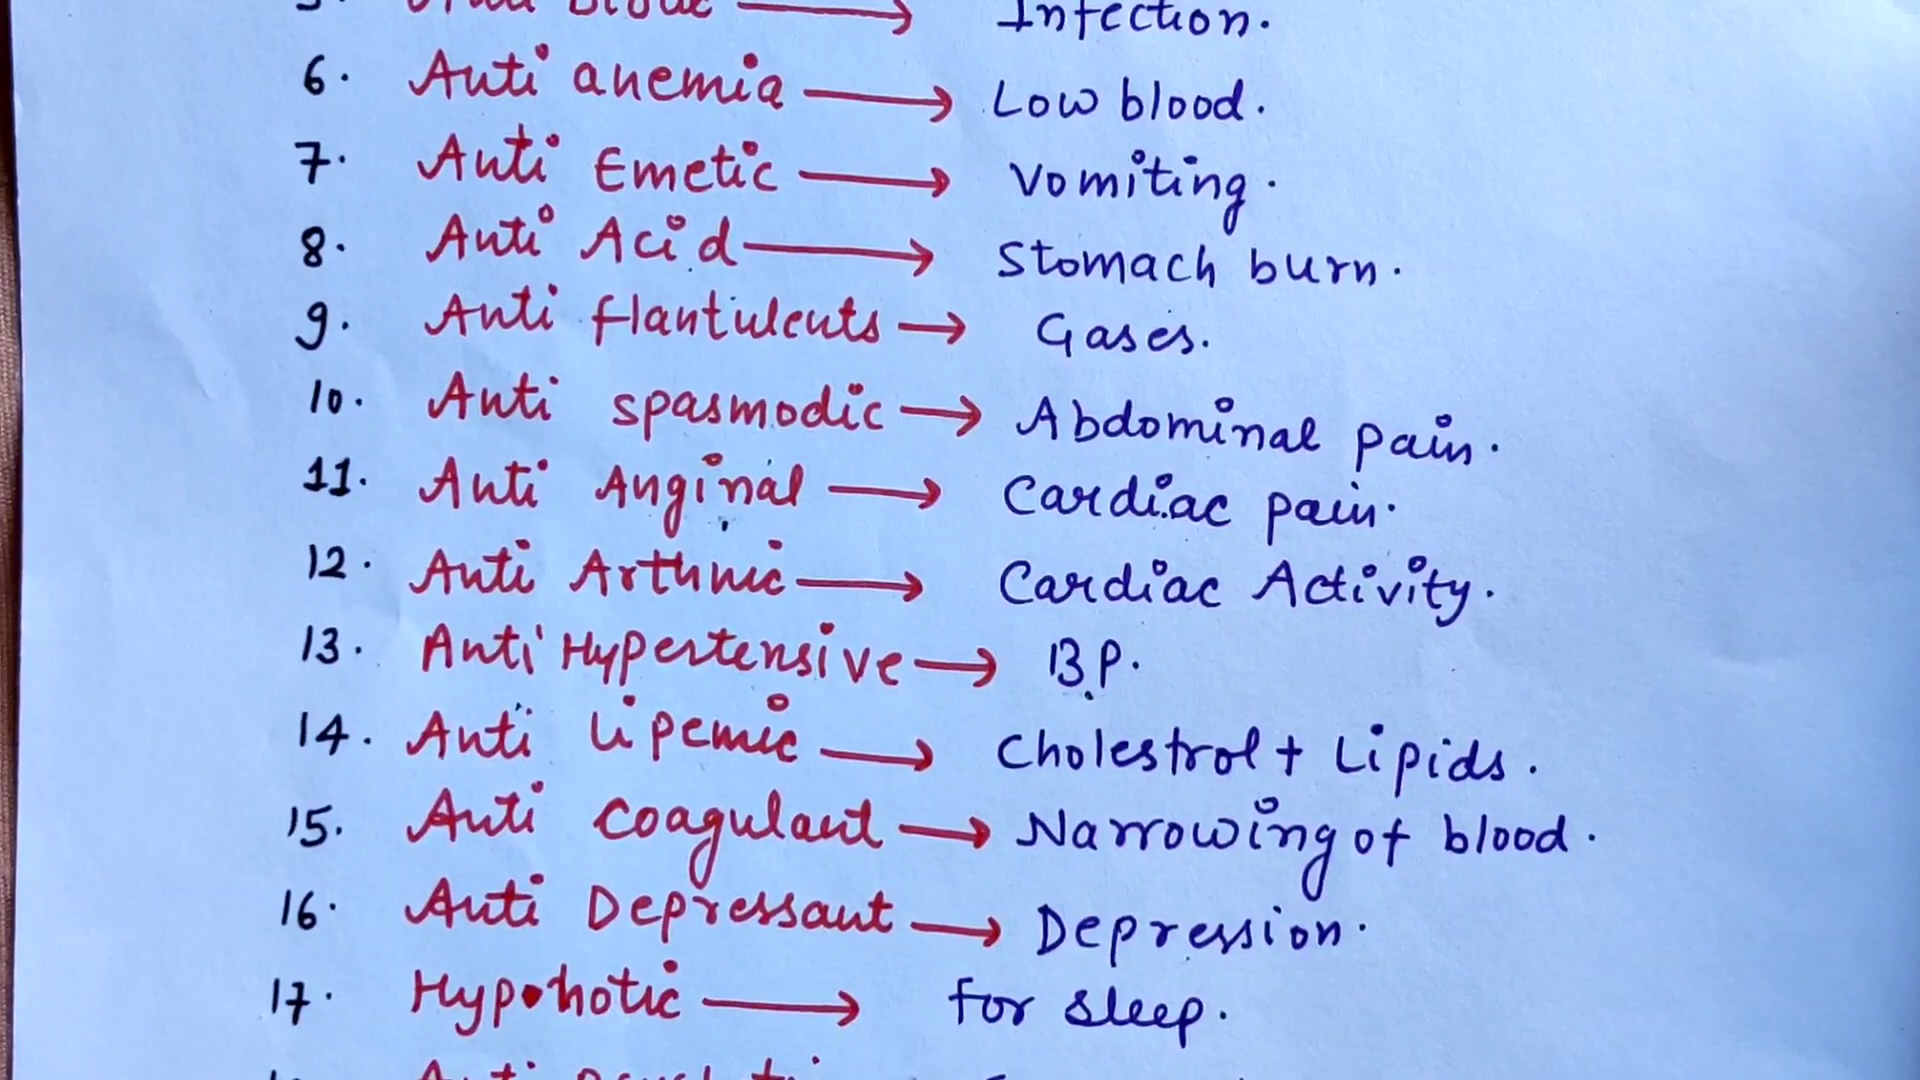 Infection.
6. Anti anemia → Low blood.
7. Anti Emetic → Vomiting.
8. Anti Acid → Stomach burn.
9. Anti flantulents → Gases.
10. Anti spasmodic → Abdominal pain.
11. Anti Anginal → Cardiac pain.
12. Anti Arthmic → Cardiac Activity.
13. Anti Hypertensive → B.P.
14. Anti Lipemic → Cholestrol + Lipids.
15. Anti Coagulant → Narrowing of blood.
16. Anti Depressant → Depression.
17. Hypnotic → for sleep.
Anti